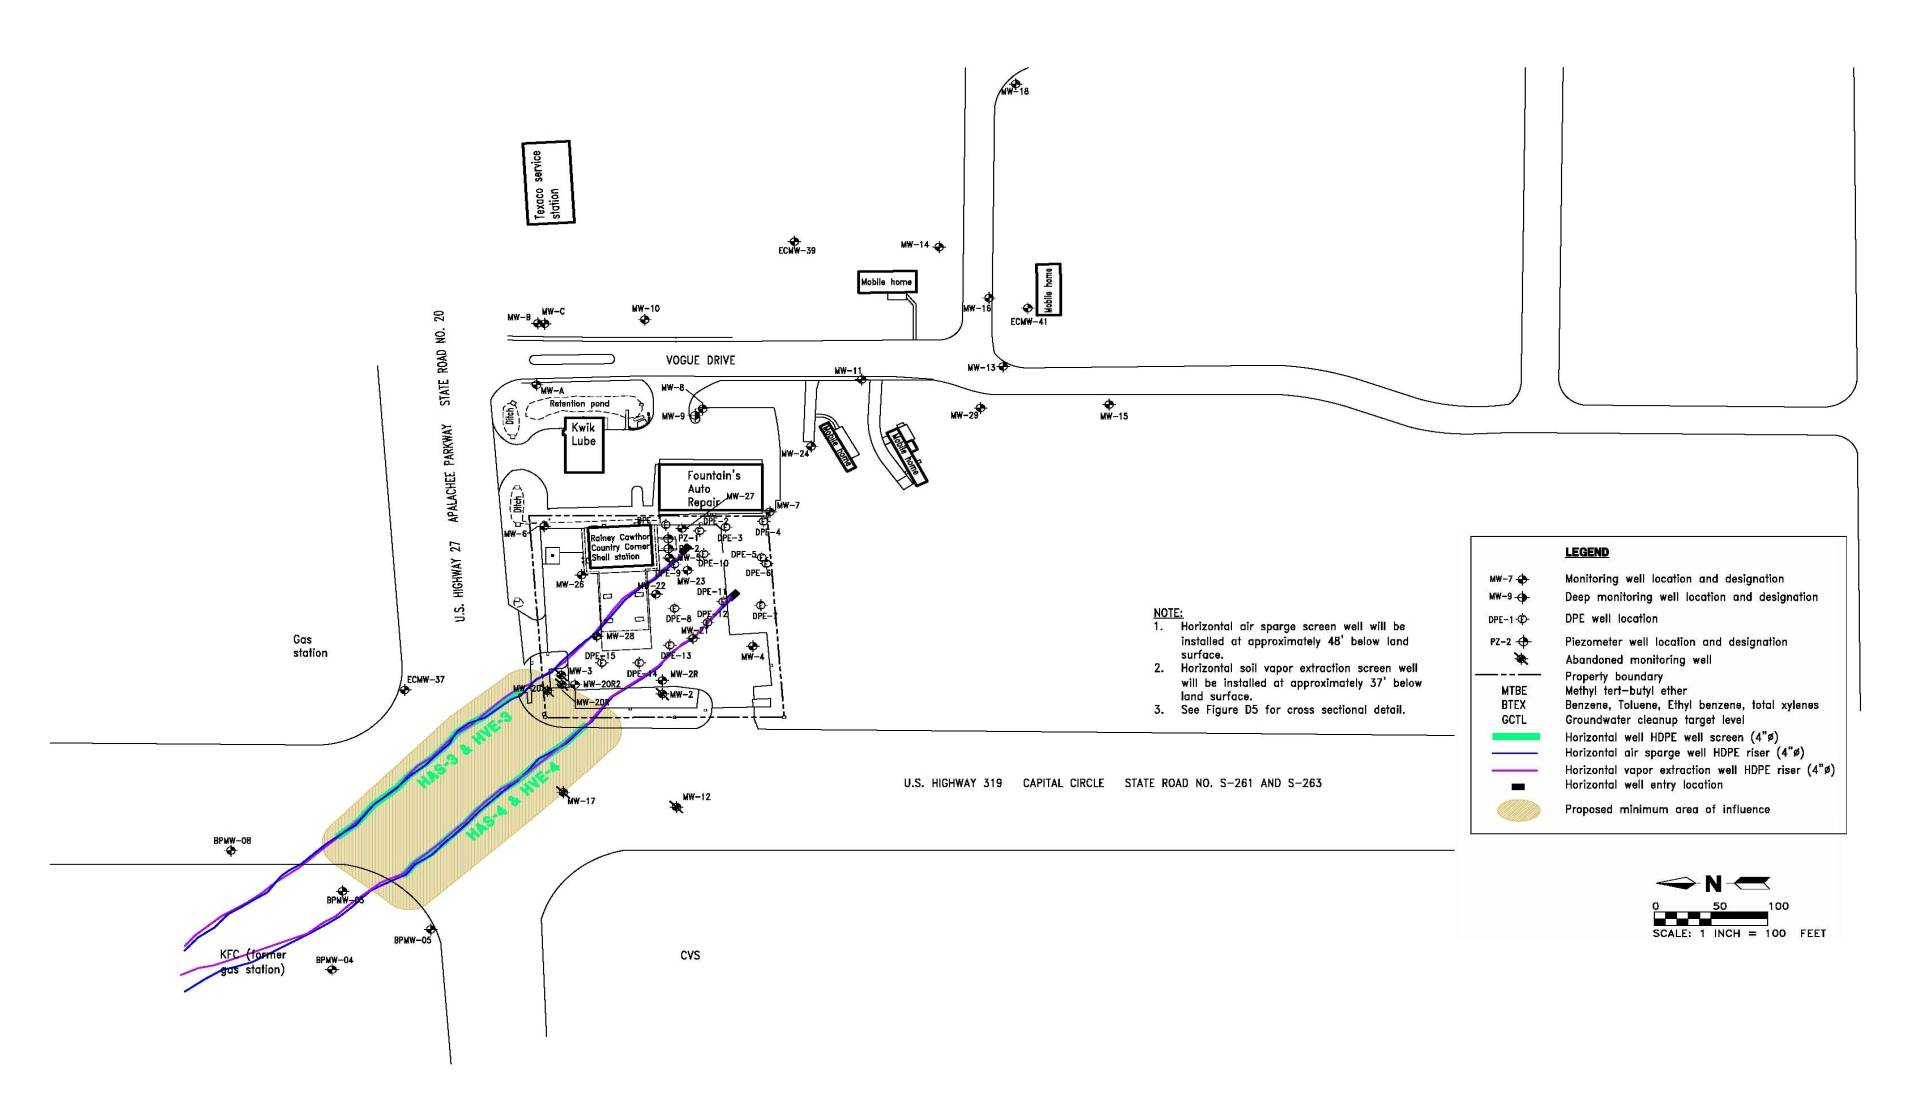 MW-18
Texaco service
station
ECMW-39
MW-14
Mobile home
Mobile home
MW-16
ECMW-41
MW-B
MW-C
MW-10
U.S. HIGHWAY 27 APALACHEE PARKWAY STATE ROAD NO. 20
VOGUE DRIVE
MW-11
MW-13
MW-A
MW-8
MW-9
MW-29
MW-15
Retention pond
Ditch
Kwik
Lube
MW-24
Mobile home
Mobile home
Fountain's
Auto
Repair
MW-27
MW-7
Ditch
MW-6
DPE-2
DPE-3
DPE-4
Rainey Cawthon
Country Corner
Shell station
PZ-1
DPE-5
DPE-10
DPE-6
DPE-9
MW-23
MW-26
MW-22
DPE-11
DPE-12
DPE-7
DPE-8
MW-28
MW-21
DPE-13
MW-4
DPE-15
DPE-14
MW-3
MW-2R
MW-20R2
MW-20
MW-2
MW-20R
Gas
station
ECMW-37
HAS-3 & HVE-3
HAS-4 & HVE-4
MW-17
MW-12
U.S. HIGHWAY 319 CAPITAL CIRCLE STATE ROAD NO. S-261 AND S-263
BPMW-08
BPMW-05
BPMW-04
KFC (former
gas station)
CVS
NOTE:
1. Horizontal air sparge screen well will be
installed at approximately 48' below land
surface.
2. Horizontal soil vapor extraction screen well
will be installed at approximately 37' below
land surface.
3. See Figure D5 for cross sectional detail.
LEGEND
MW-7 Monitoring well location and designation
MW-9 Deep monitoring well location and designation
DPE-1 DPE well location
PZ-2 Piezometer well location and designation
Abandoned monitoring well
Property boundary
MTBE Methyl tert-butyl ether
BTEX Benzene, Toluene, Ethyl benzene, total xylenes
GCTL Groundwater cleanup target level
Horizontal well HDPE well screen (4"ø)
Horizontal air sparge well HDPE riser (4"ø)
Horizontal vapor extraction well HDPE riser (4"ø)
Horizontal well entry location
Proposed minimum area of influence
N
0 50 100
SCALE: 1 INCH = 100 FEET